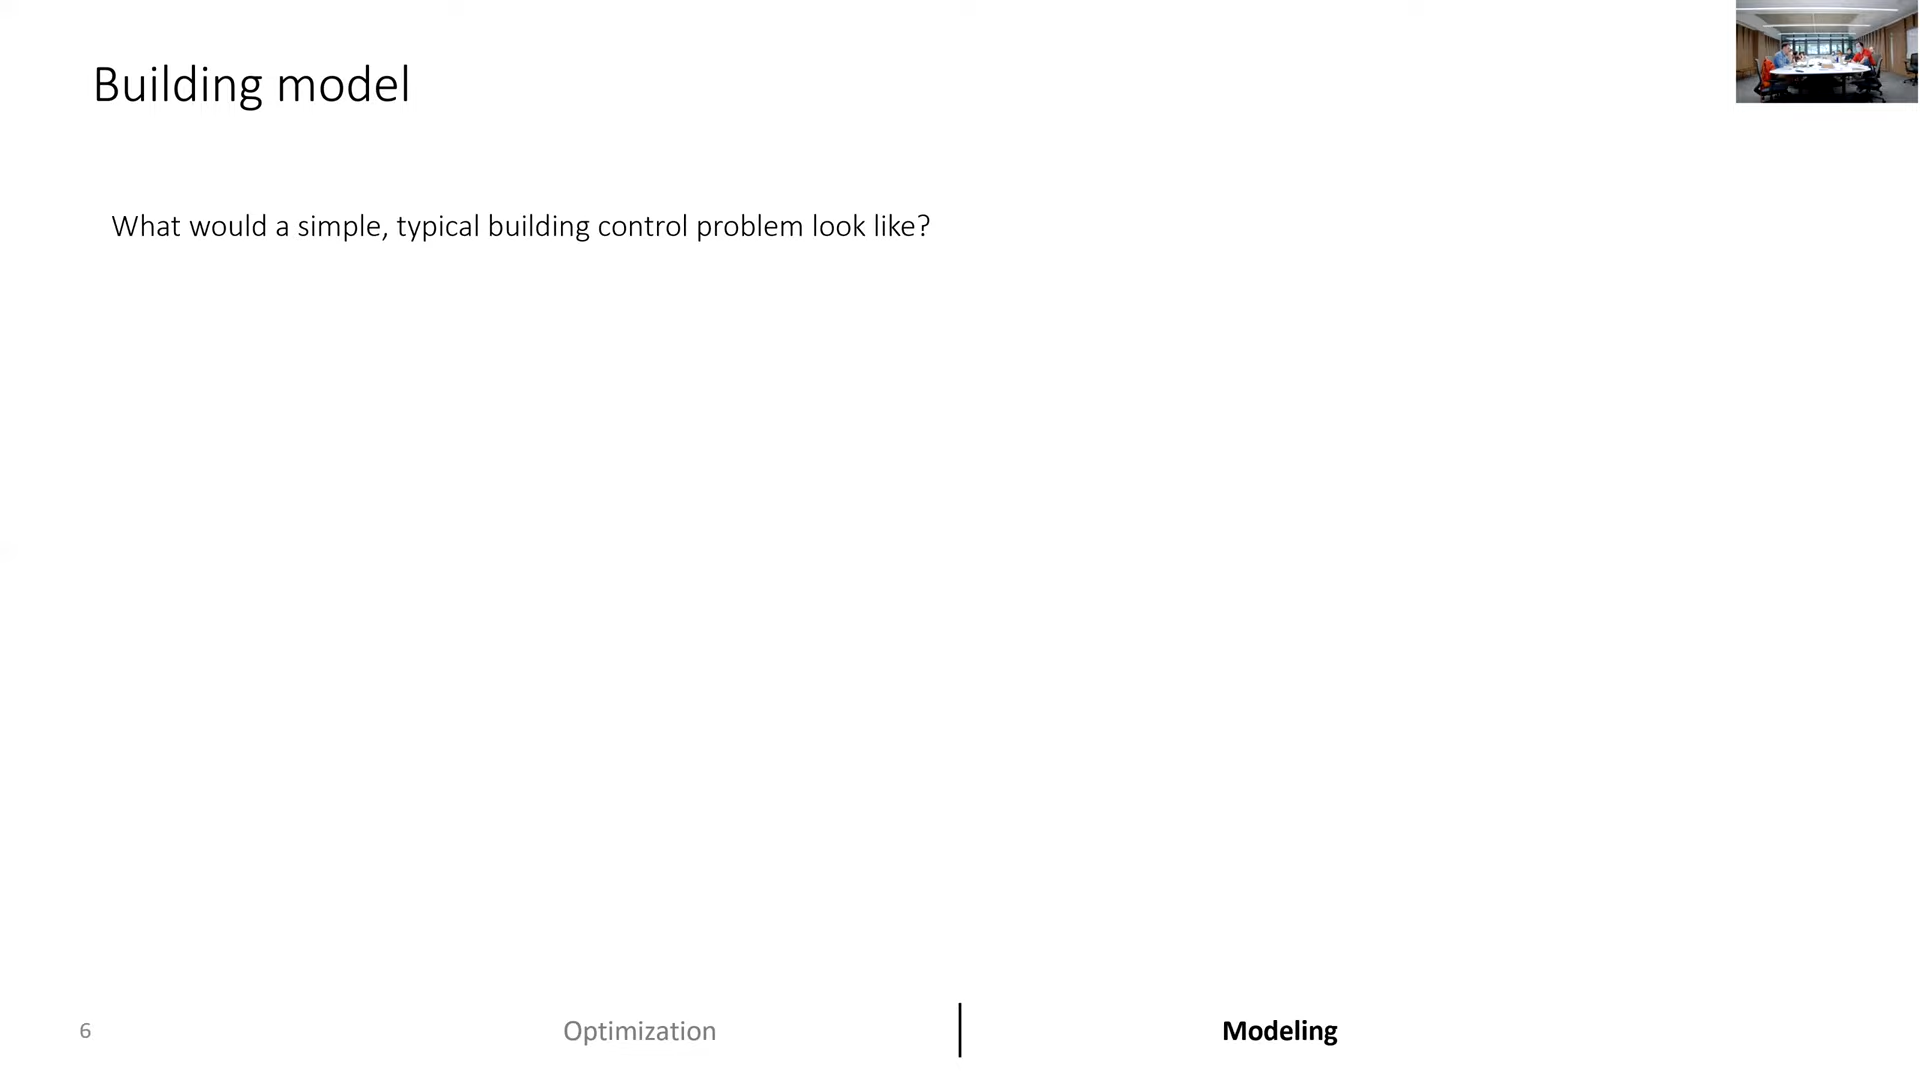 Building model
What would a simple, typical building control problem look like?
6
Optimization
Modeling